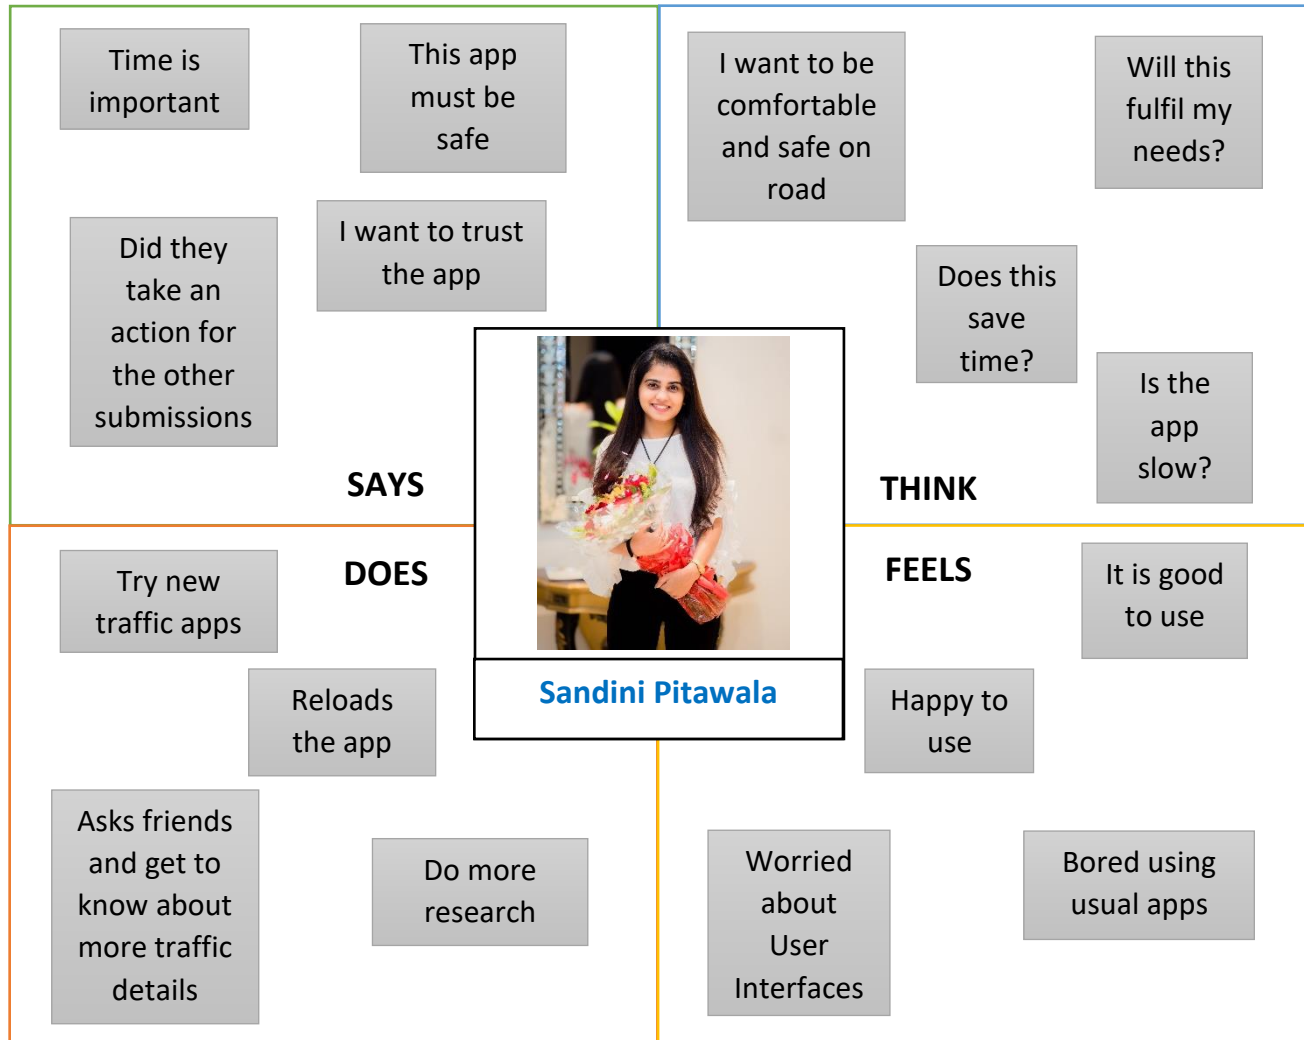 Time is
important
This app
must be
safe
Did they
take an
action for
the other
submissions
I want to trust
the app
SAYS
I want to be
comfortable
and safe on
road
Will this
fulfil my
needs?
Does this
save
time?
Is the
app
slow?
THINK
Sandini Pitawala
DOES
Try new
traffic apps
Reloads
the app
Asks friends
and get to
know about
more traffic
details
Do more
research
FEELS
It is good
to use
Happy to
use
Worried
about
User
Interfaces
Bored using
usual apps